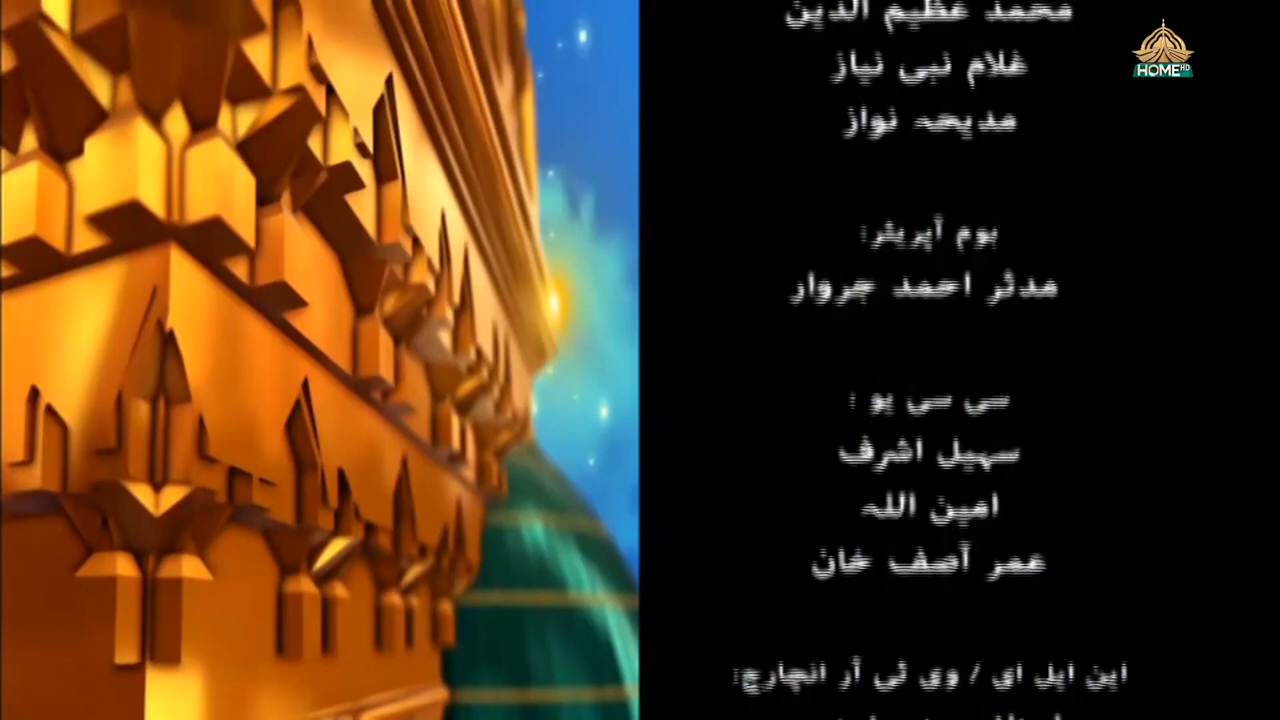 محمد عظیم الدین
غلام نبی نیاز
مدیحہ نواز
بوم آپریٹر:
مدثر احمد جروار
سی سی یو :
سہیل اشرف
امین اللہ
عمر آصف خان
این ایل ای / وی ٹی آر انچارج:
HOME HD